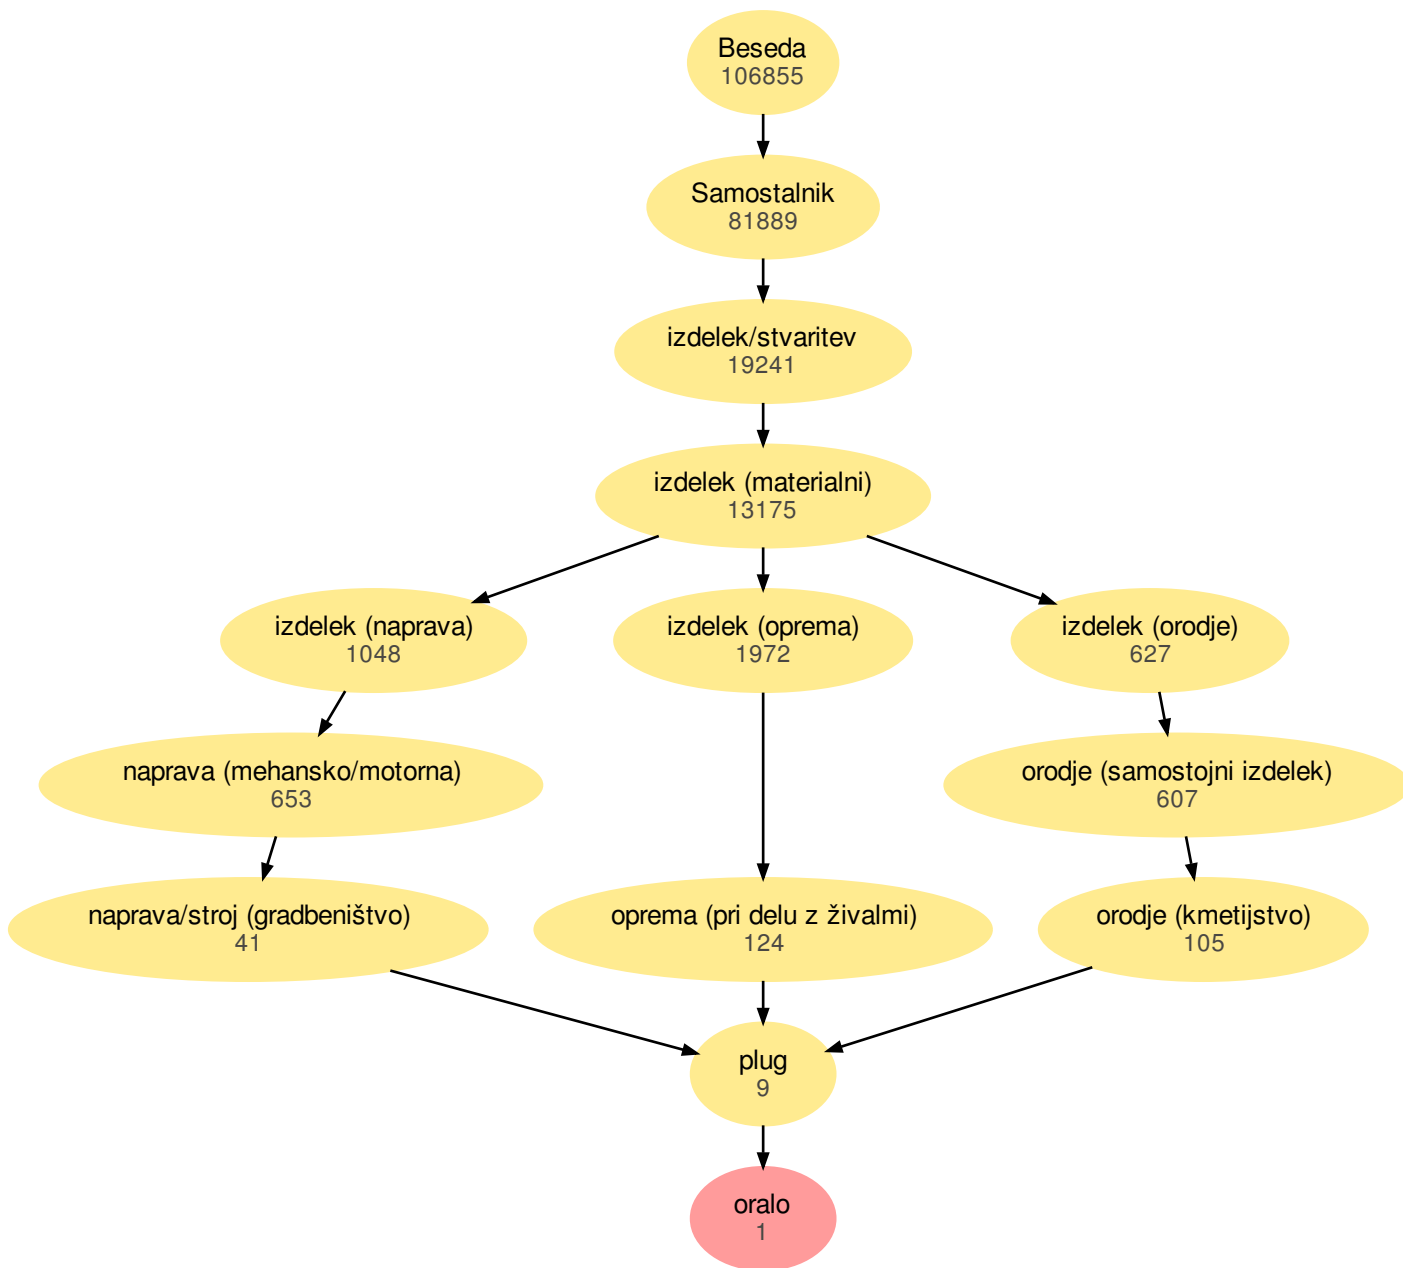 Beseda
106855
Samostalnik
81889
izdelek/stvaritev
19241
izdelek (materialni)
13175
izdelek (naprava)
1048
izdelek (oprema)
1972
izdelek (orodje)
627
naprava (mehansko/motorna)
653
orodje (samostojni izdelek)
607
naprava/stroj (gradbeništvo)
41
oprema (pri delu z živalmi)
124
orodje (kmetijstvo)
105
plug
9
oralo
1